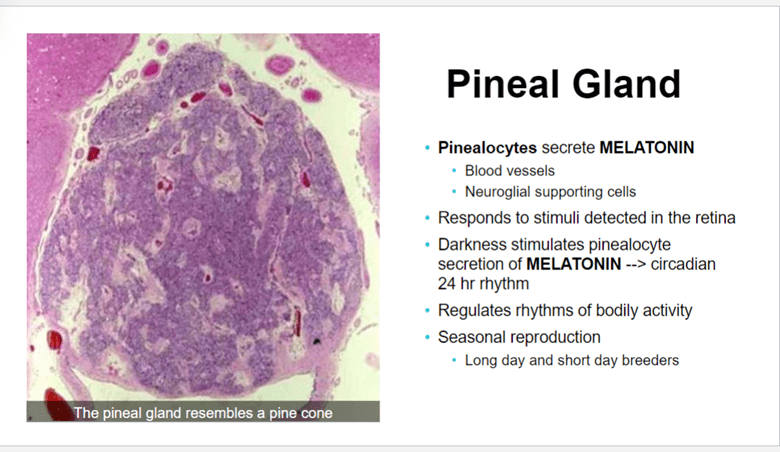 Pineal Gland
• Pinealocytes secrete MELATONIN
• Blood vessels
• Neuroglial supporting cells
• Responds to stimuli detected in the retina
• Darkness stimulates pinealocyte
secretion of MELATONIN --> circadian
24 hr rhythm
• Regulates rhythms of bodily activity
• Seasonal reproduction
• Long day and short day breeders
The pineal gland resembles a pine cone